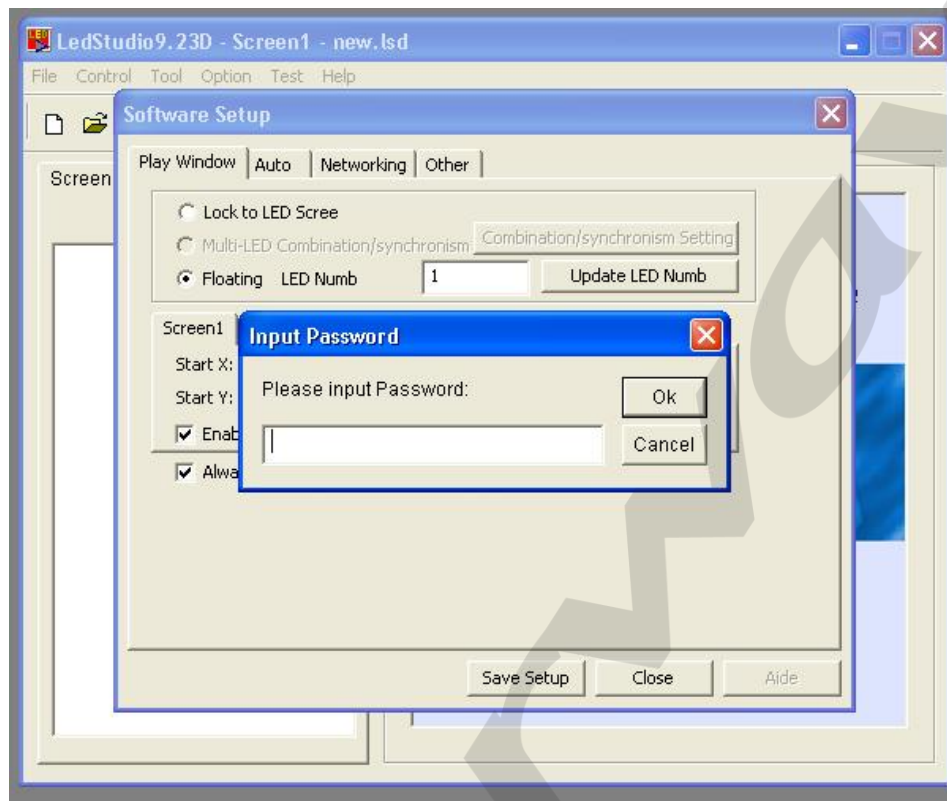 LedStudio9.23D - Screen1 - new.lsd
File Control Tool Option Test Help
Software Setup
Play Window Auto Networking Other
Screen
Lock to LED Scree
Multi-LED Combination/synchronism Combination/synchronism Setting
Floating LED Numb 1 Update LED Numb
Screen1
Input Password
Start X:
Please input Password:
Ok
Start Y:
Enab
Cancel
Alwa
Save Setup Close Aide